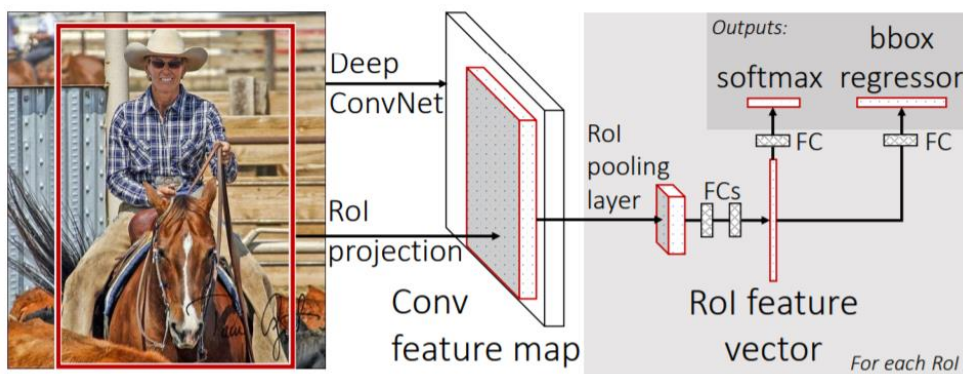 Deep
ConvNet
RoI
projection
Conv
feature map
RoI
pooling
layer
FCs
RoI feature
vector
For each RoI
Outputs:
softmax
bbox
regressor
FC
FC